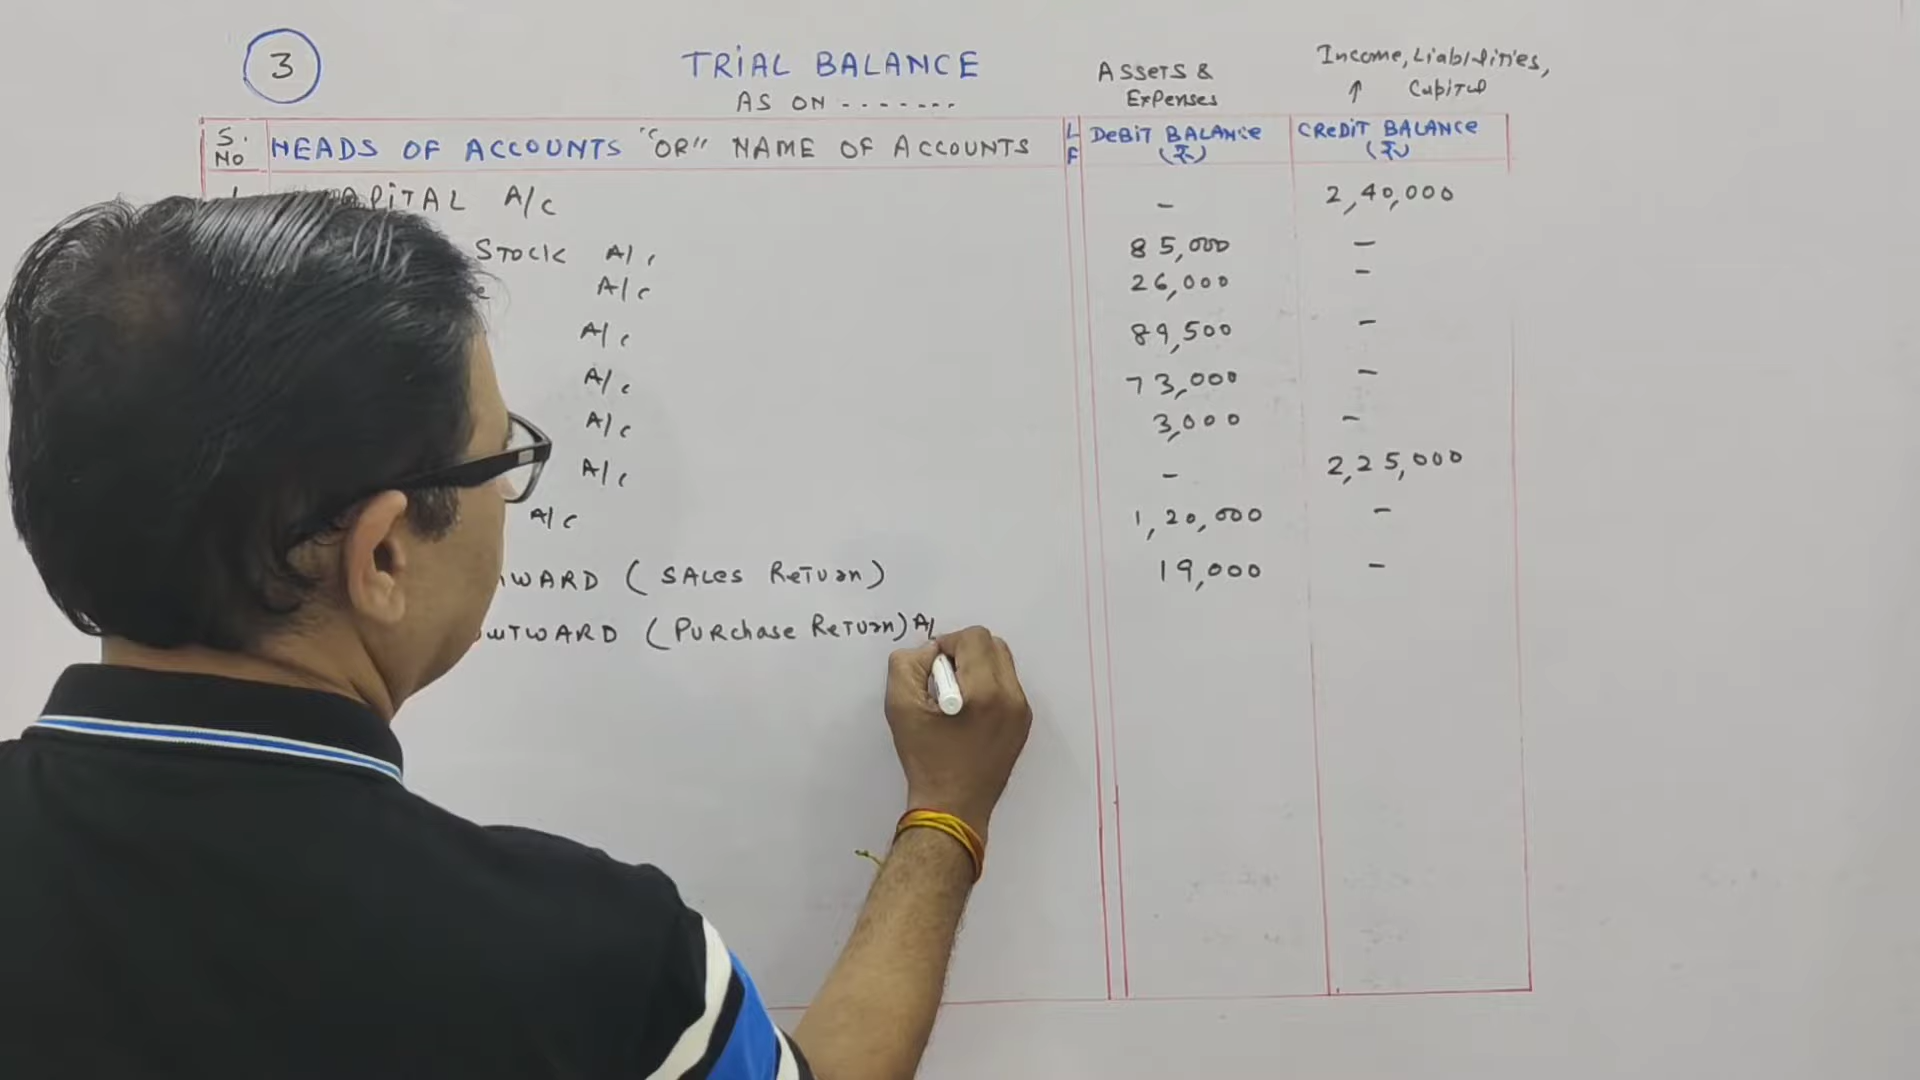 3
TRIAL BALANCE
AS ON --------
Assets & Expenses
Income, Liabilities, ↑ Capital
S. No HEADS OF ACCOUNTS "OR" NAME OF ACCOUNTS L F DEBIT BALANCE (₹) CREDIT BALANCE (₹)
1 CAPITAL A/c - 2,40,000
STOCK A/c 85,000 -
A/c 26,000 -
A/c 89,500 -
A/c 73,000 -
A/c 3,000 -
A/c - 2,25,000
A/c 1,20,000 -
WARD (SALES RETURN) 19,000 -
OUTWARD (PURCHASE RETURN) A/